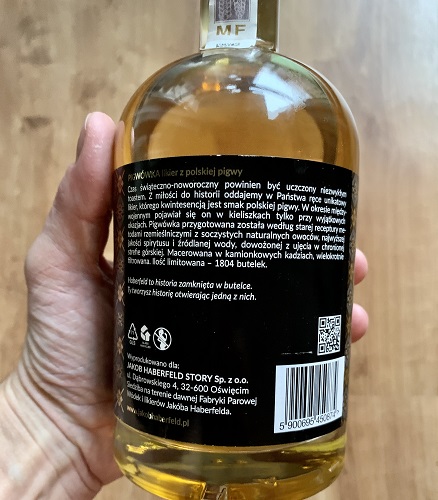 MF
PIGWÓWKA likier z polskiej pigwy
Czas świąteczno-noworoczny powinien być uczczony niezwykłym
toastem. Z miłości do historii oddajemy w Państwa ręce unikatowy
likier, którego kwintesencją jest smak polskiej pigwy. W okresie między-
wojennym pojawiał się on w kieliszkach tylko przy wyjątkowych
okazjach. Pigwówka przygotowana została według starej receptury me-
todami rzemieślniczymi z soczystych naturalnych owoców, najwyższej
jakości spirytusu i źródlanej wody, dowożonej z ujęcia w chronionej
strefie górskiej. Macerowana w kamionkowych kadziach, wielokrotnie
filtrowana. Ilość limitowana – 1804 butelek.
Haberfeld to historia zamknięta w butelce.
Ty tworzysz historię otwierając jedną z nich.
Wyprodukowano dla:
JAKOB HABERFELD STORY Sp. z o.o.
ul. Dąbrowskiego 4, 32-600 Oświęcim
Siedziba na terenie dawnej Fabryki Parowej
Wódek i Likierów Jakóba Haberfelda.
www.jakobhaberfeld.pl
5 900695 450874